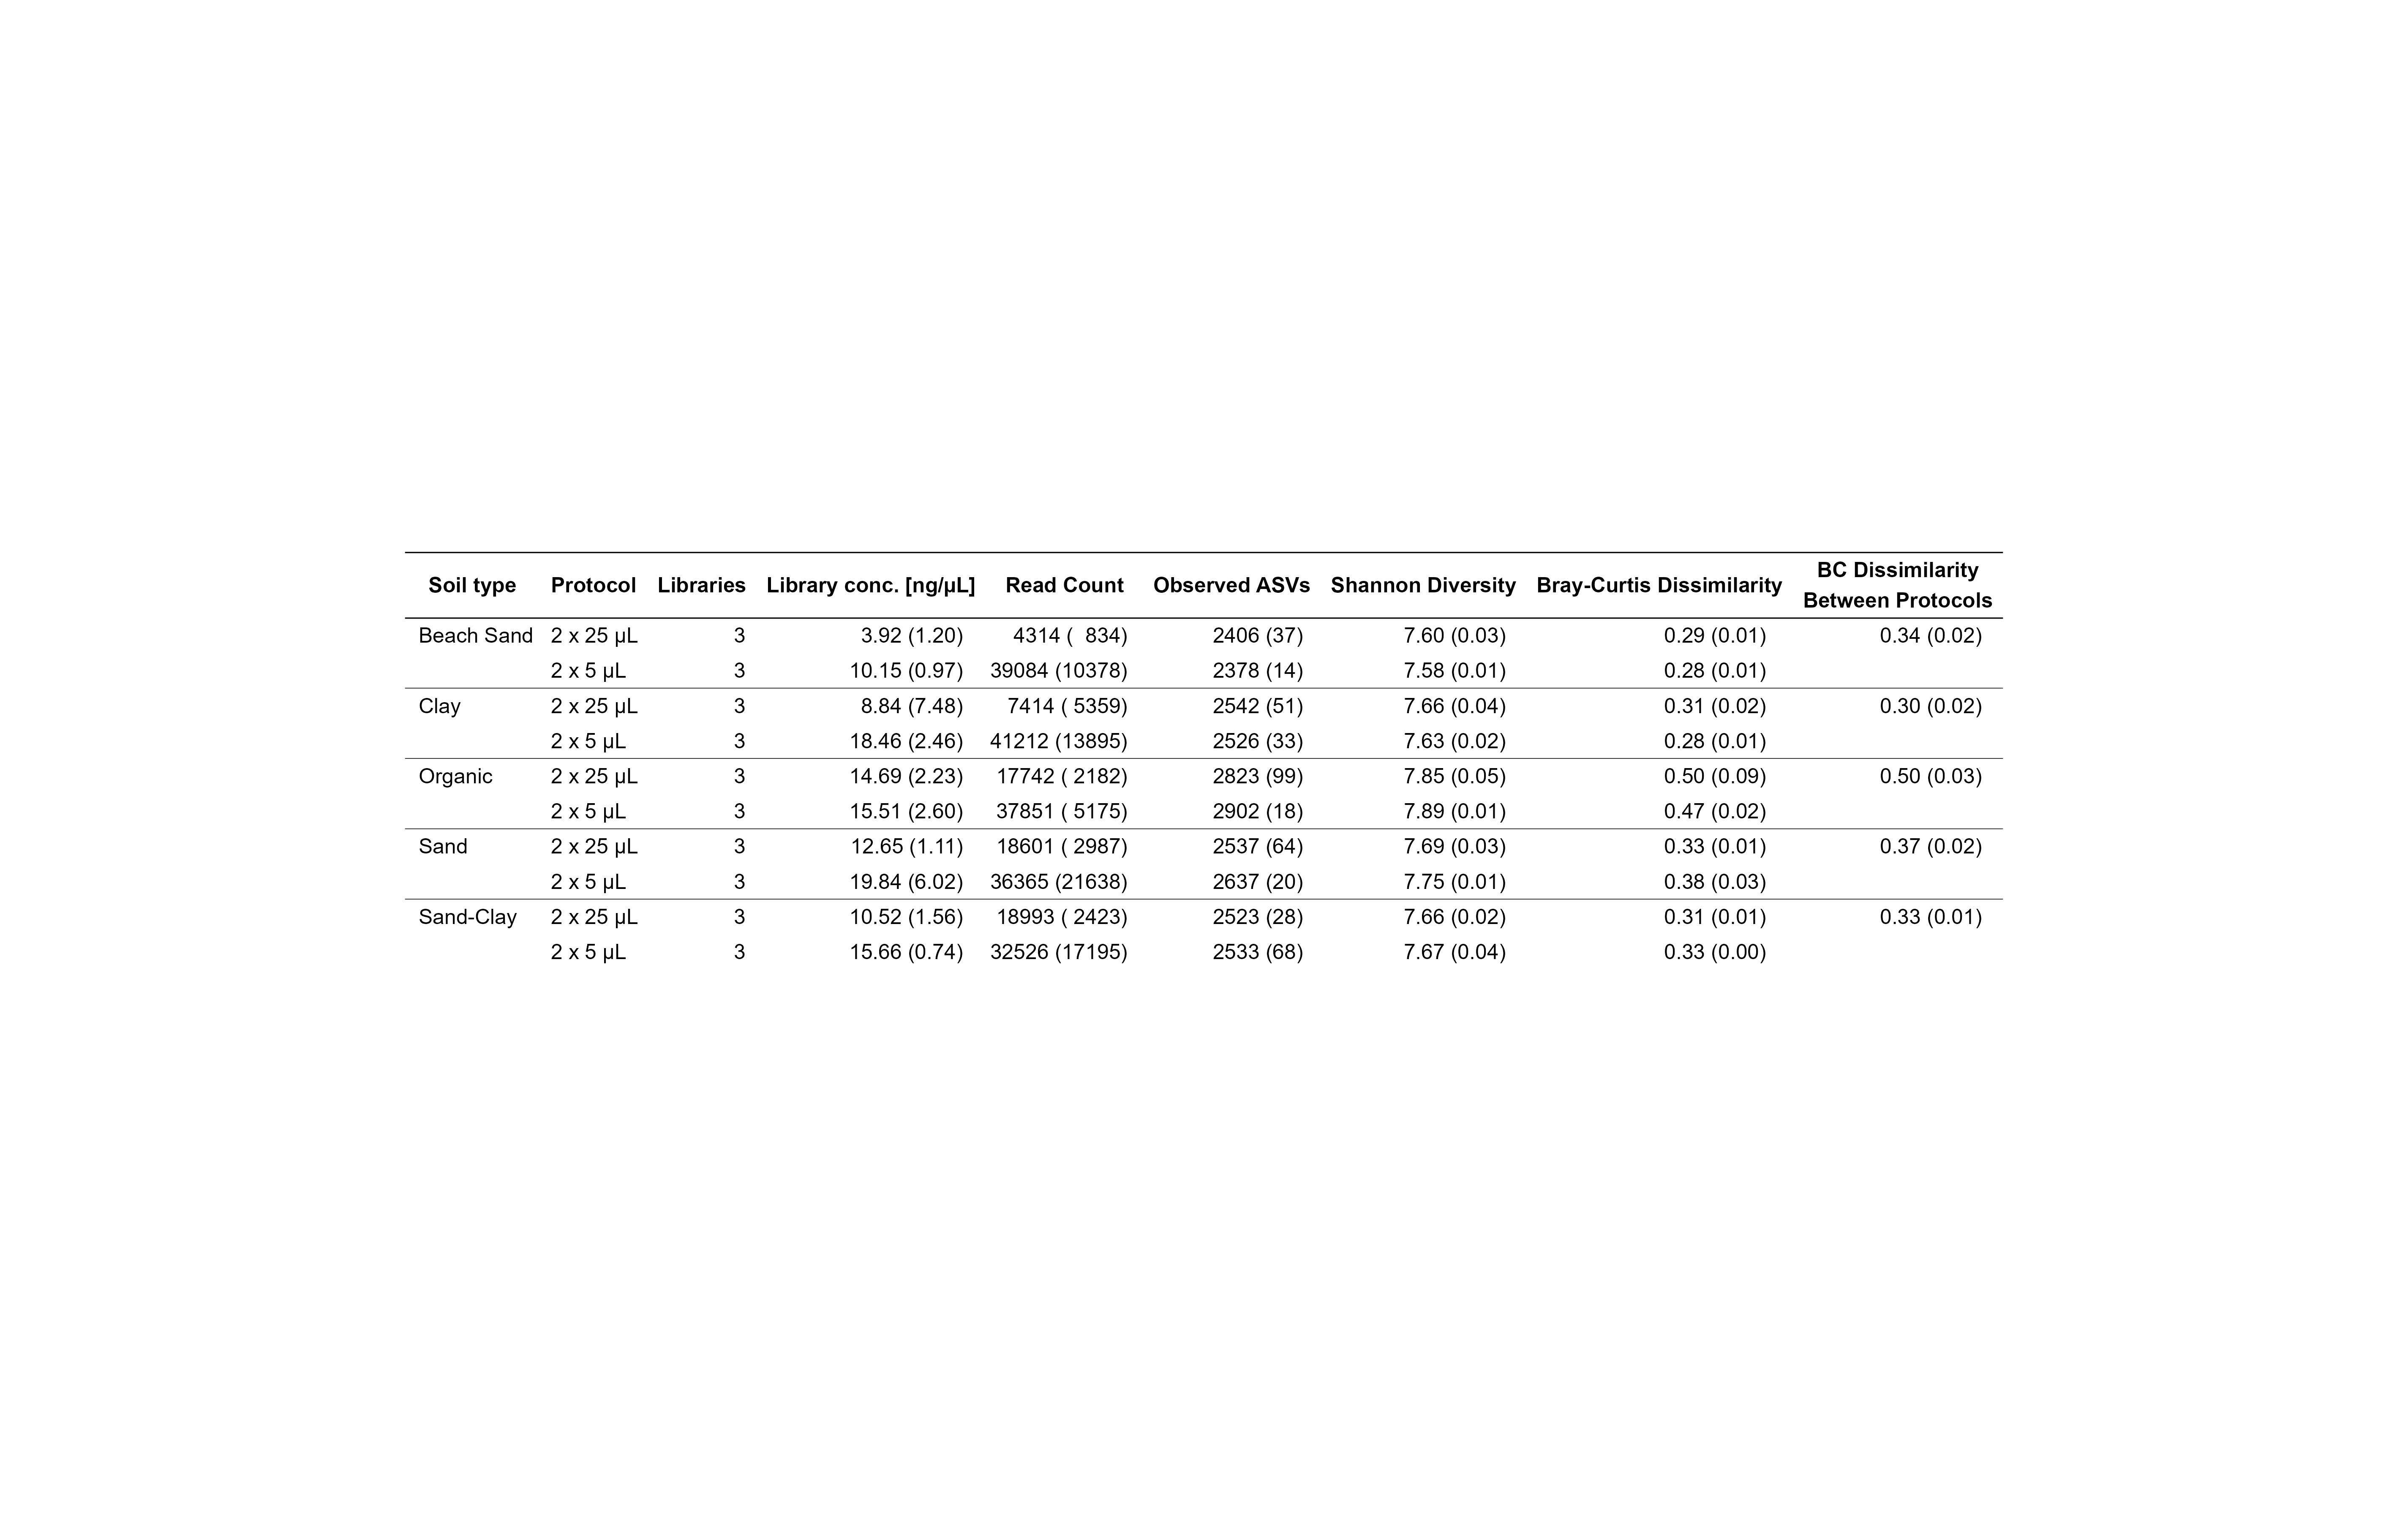 Soil type Protocol Libraries Library conc. [ng/µL] Read Count Observed ASVs Shannon Diversity Bray-Curtis Dissimilarity BC Dissimilarity
Between Protocols
Beach Sand 2 x 25 µL 3 3.92 (1.20) 4314 ( 834) 2406 (37) 7.60 (0.03) 0.29 (0.01) 0.34 (0.02)
2 x 5 µL 3 10.15 (0.97) 39084 (10378) 2378 (14) 7.58 (0.01) 0.28 (0.01)
Clay 2 x 25 µL 3 8.84 (7.48) 7414 ( 5359) 2542 (51) 7.66 (0.04) 0.31 (0.02) 0.30 (0.02)
2 x 5 µL 3 18.46 (2.46) 41212 (13895) 2526 (33) 7.63 (0.02) 0.28 (0.01)
Organic 2 x 25 µL 3 14.69 (2.23) 17742 ( 2182) 2823 (99) 7.85 (0.05) 0.50 (0.09) 0.50 (0.03)
2 x 5 µL 3 15.51 (2.60) 37851 ( 5175) 2902 (18) 7.89 (0.01) 0.47 (0.02)
Sand 2 x 25 µL 3 12.65 (1.11) 18601 ( 2987) 2537 (64) 7.69 (0.03) 0.33 (0.01) 0.37 (0.02)
2 x 5 µL 3 19.84 (6.02) 36365 (21638) 2637 (20) 7.75 (0.01) 0.38 (0.03)
Sand-Clay 2 x 25 µL 3 10.52 (1.56) 18993 ( 2423) 2523 (28) 7.66 (0.02) 0.31 (0.01) 0.33 (0.01)
2 x 5 µL 3 15.66 (0.74) 32526 (17195) 2533 (68) 7.67 (0.04) 0.33 (0.00)